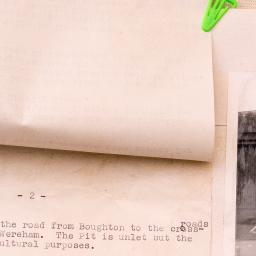 - 2 -
roads
the road from Boughton to the cross-
Wereham. The Pit is unlet but the
ultural purposes.